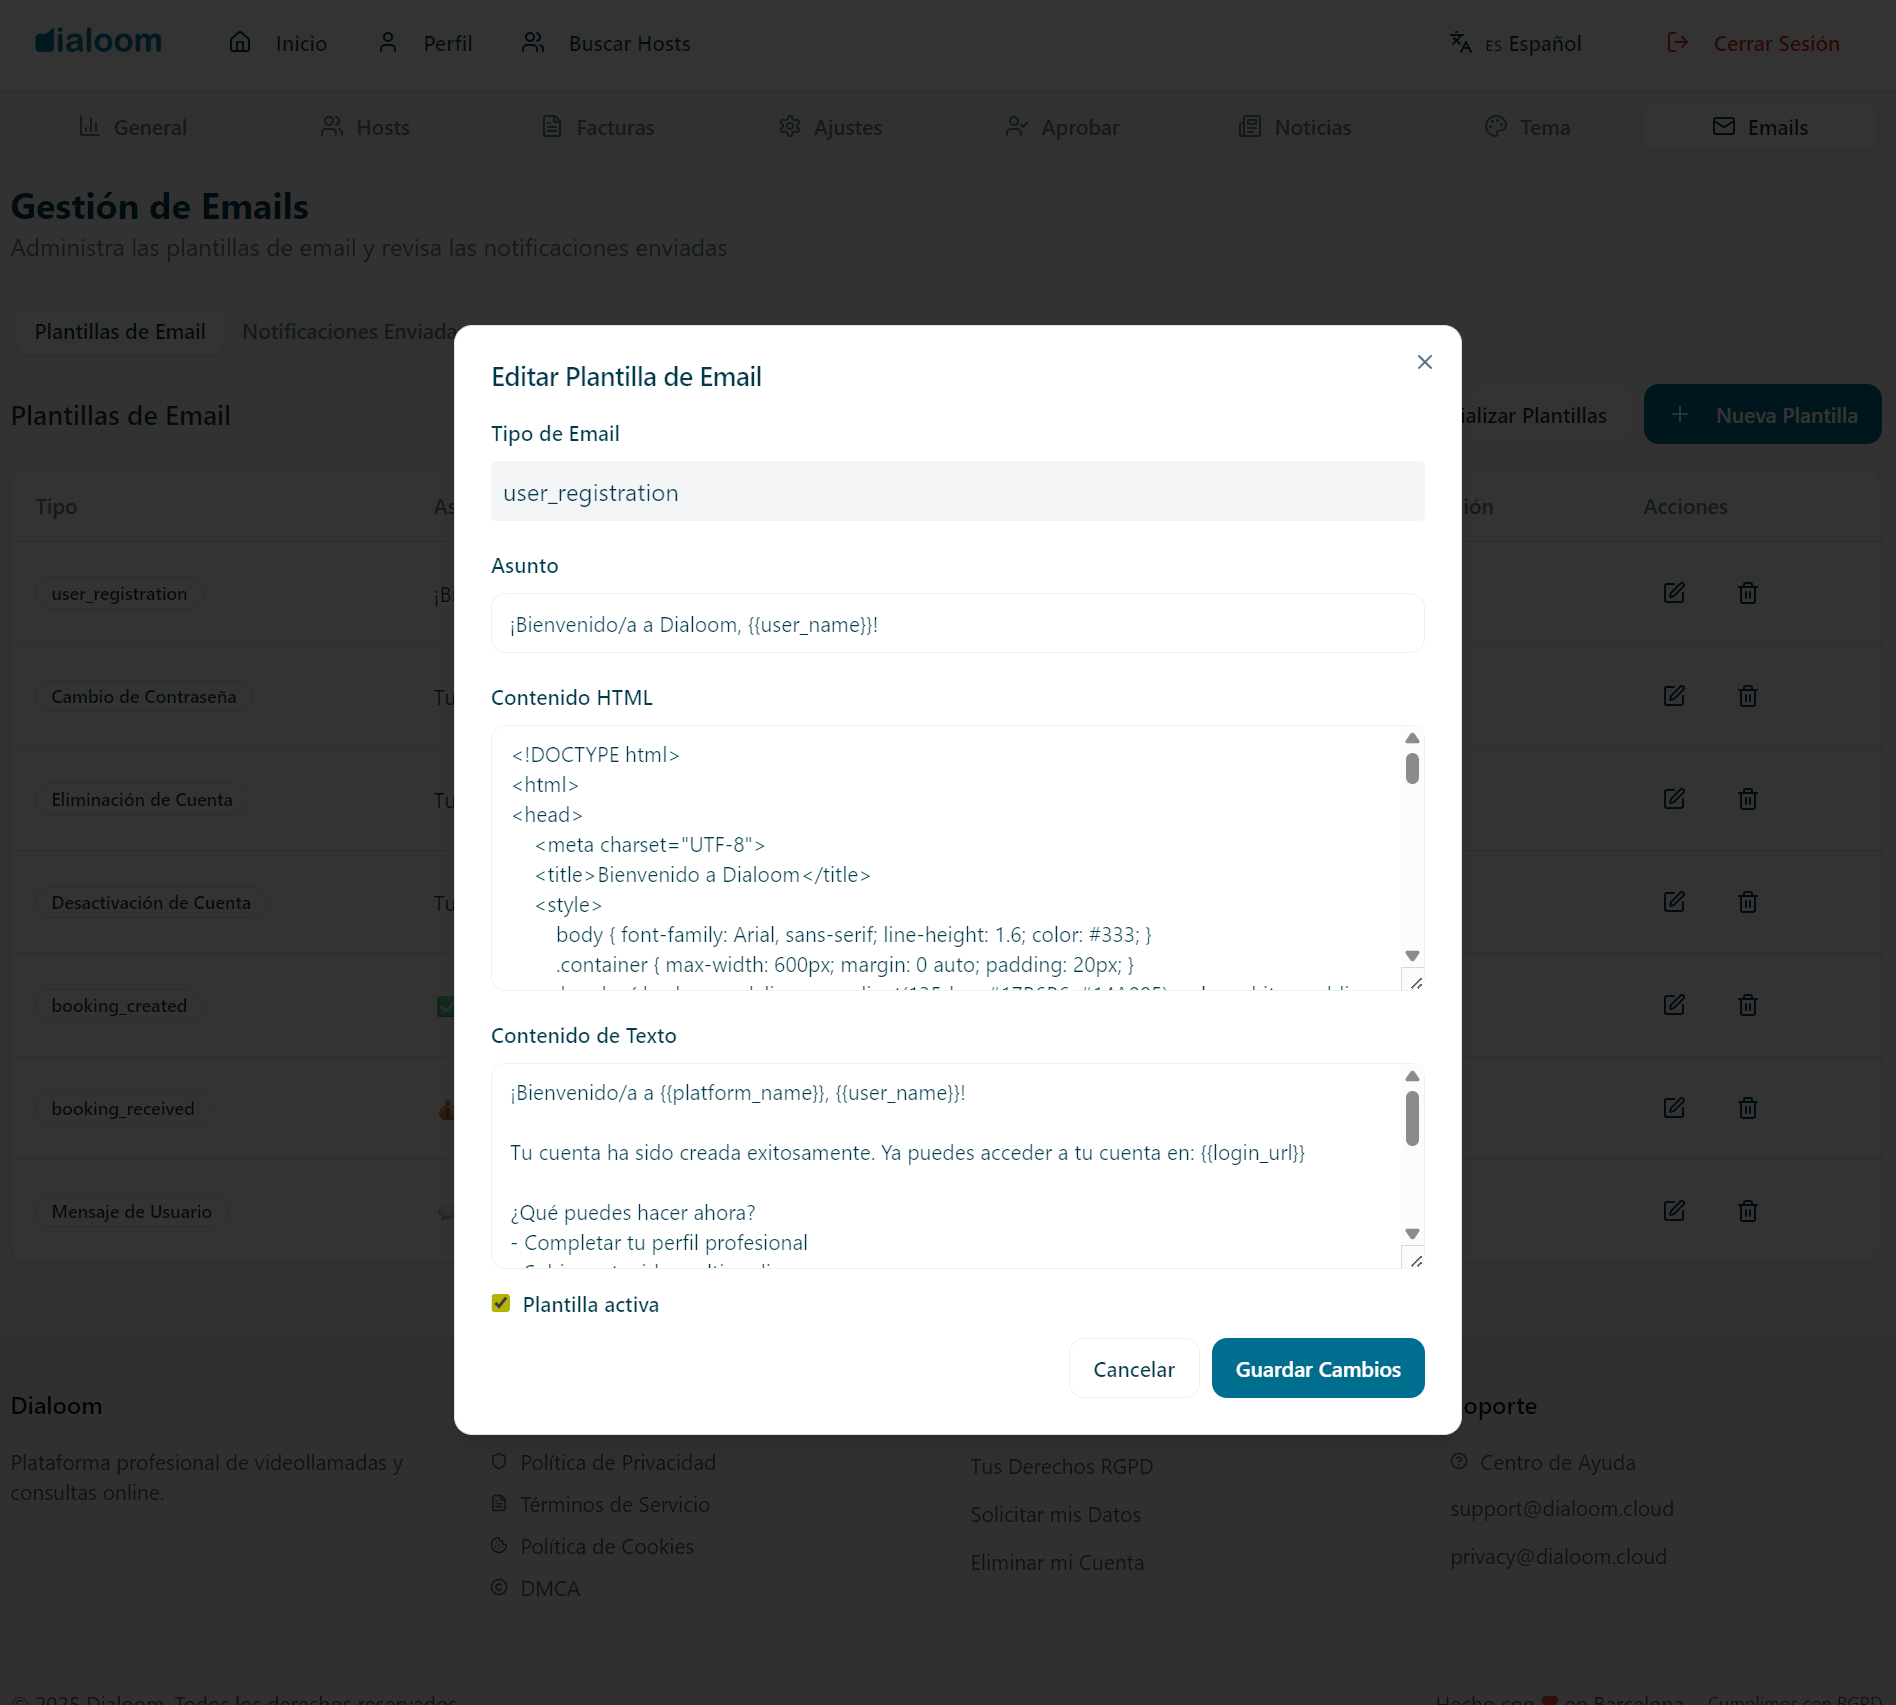 dialoom
Inicio
Perfil
Buscar Hosts
ES Español
Cerrar Sesión
General
Hosts
Facturas
Ajustes
Aprobar
Noticias
Tema
Emails
Gestión de Emails
Administra las plantillas de email y revisa las notificaciones enviadas
Plantillas de Email
Notificaciones
Plantillas de Email
Plantillas
Nueva Plantilla
Tipo
Acciones
user_registration
Cambio de Contraseña
Tu
Eliminación de Cuenta
Tu
Desactivación de Cuenta
Tu
booking_created
booking_received
Mensaje de Usuario
Editar Plantilla de Email
Tipo de Email
user_registration
Asunto
¡Bienvenido/a a Dialoom, {{user_name}}!
Contenido HTML
<!DOCTYPE html>
<html>
<head>
<meta charset="UTF-8">
<title>Bienvenido a Dialoom</title>
<style>
body { font-family: Arial, sans-serif; line-height: 1.6; color: #333; }
.container { max-width: 600px; margin: 0 auto; padding: 20px; }
Contenido de Texto
¡Bienvenido/a a {{platform_name}}, {{user_name}}!
Tu cuenta ha sido creada exitosamente. Ya puedes acceder a tu cuenta en: {{login_url}}
¿Qué puedes hacer ahora?
- Completar tu perfil profesional
Plantilla activa
Cancelar
Guardar Cambios
Dialoom
Plataforma profesional de videollamadas y
consultas online.
Política de Privacidad
Términos de Servicio
Política de Cookies
DMCA
Tus Derechos RGPD
Solicitar mis Datos
Eliminar mi Cuenta
Centro de Ayuda
support@dialoom.cloud
privacy@dialoom.cloud
© 2025 Dialoom. Todos los derechos reservados
Hecho con ❤ en Barcelona
Cumplimos con RGPD